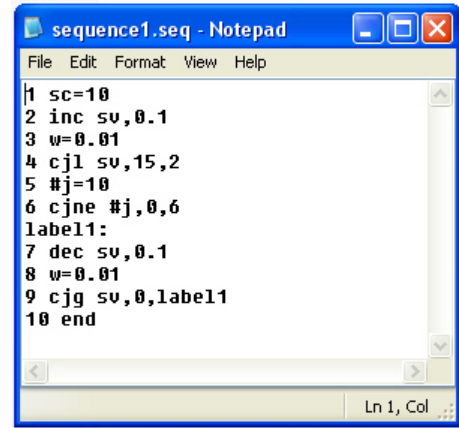 sequence1.seq - Notepad
File Edit Format View Help
1 sc=10
2 inc sv,0.1
3 w=0.01
4 cjl sv,15,2
5 #j=10
6 cjne #j,0,6
label1:
7 dec sv,0.1
8 w=0.01
9 cjg sv,0,label1
10 end
Ln 1, Col